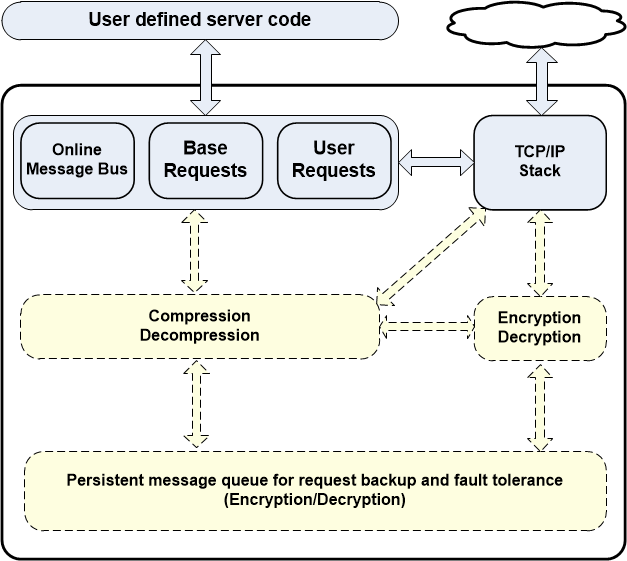 User defined server code
Online
Message Bus
Base
Requests
User
Requests
TCP/IP
Stack
Compression
Decompression
Encryption
Decryption
Persistent message queue for request backup and fault tolerance
(Encryption/Decryption)